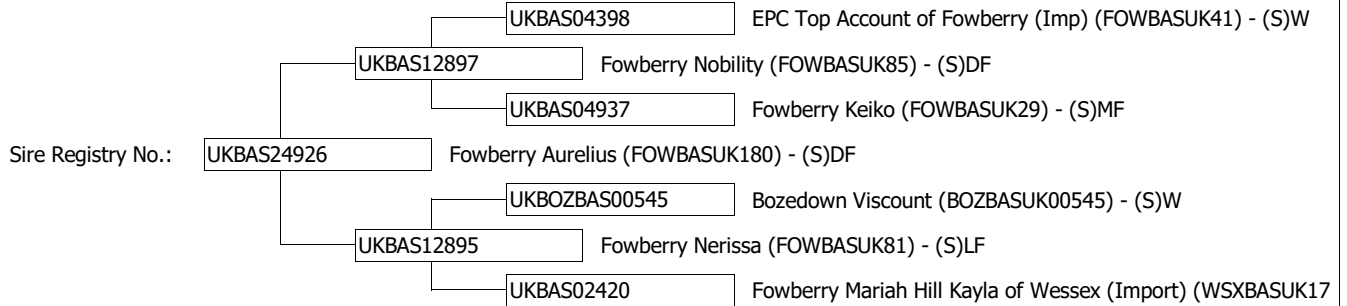 UKBAS04398 EPC Top Account of Fowberry (Imp) (FOWBASUK41) - (S)W
UKBAS12897 Fowberry Nobility (FOWBASUK85) - (S)DF
UKBAS04937 Fowberry Keiko (FOWBASUK29) - (S)MF
Sire Registry No.: UKBAS24926 Fowberry Aurelius (FOWBASUK180) - (S)DF
UKBOZBAS00545 Bozedown Viscount (BOZBASUK00545) - (S)W
UKBAS12895 Fowberry Nerissa (FOWBASUK81) - (S)LF
UKBAS02420 Fowberry Mariah Hill Kayla of Wessex (Import) (WSXBASUK17